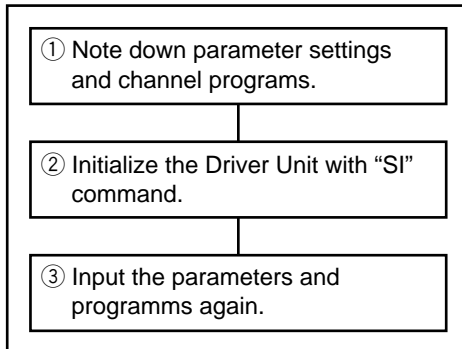 ① Note down parameter settings
and channel programs.
② Initialize the Driver Unit with “SI”
command.
③ Input the parameters and
programms again.